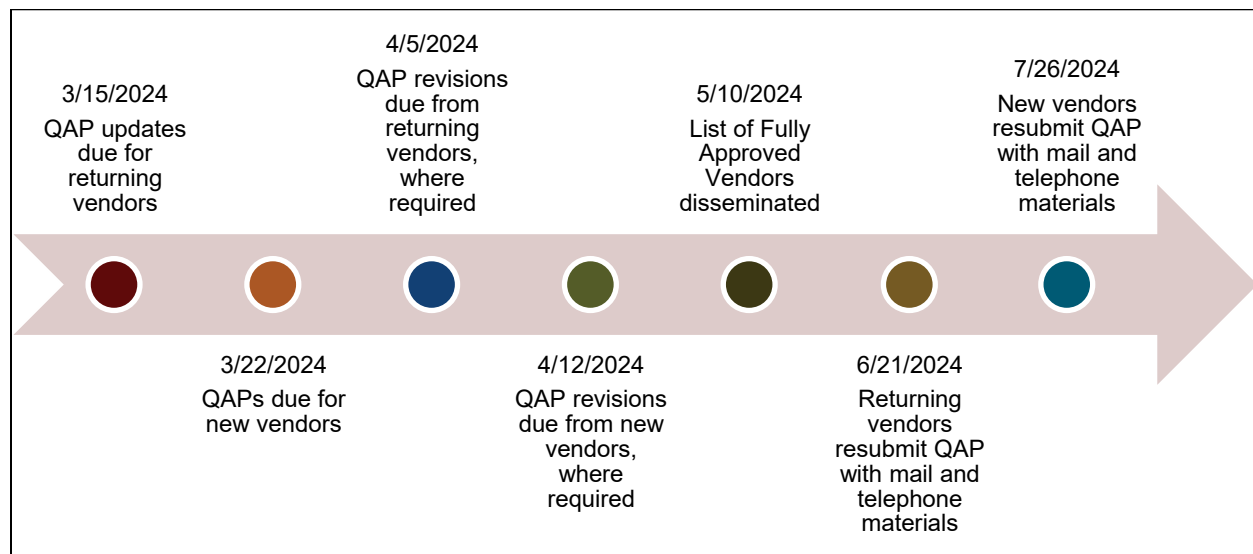 3/15/2024
QAP updates
due for
returning
vendors
3/22/2024
QAPs due for
new vendors
4/5/2024
QAP revisions
due from
returning
vendors,
where
required
4/12/2024
QAP revisions
due from new
vendors,
where
required
5/10/2024
List of Fully
Approved
Vendors
disseminated
6/21/2024
Returning
vendors
resubmit QAP
with mail and
telephone
materials
7/26/2024
New vendors
resubmit QAP
with mail and
telephone
materials